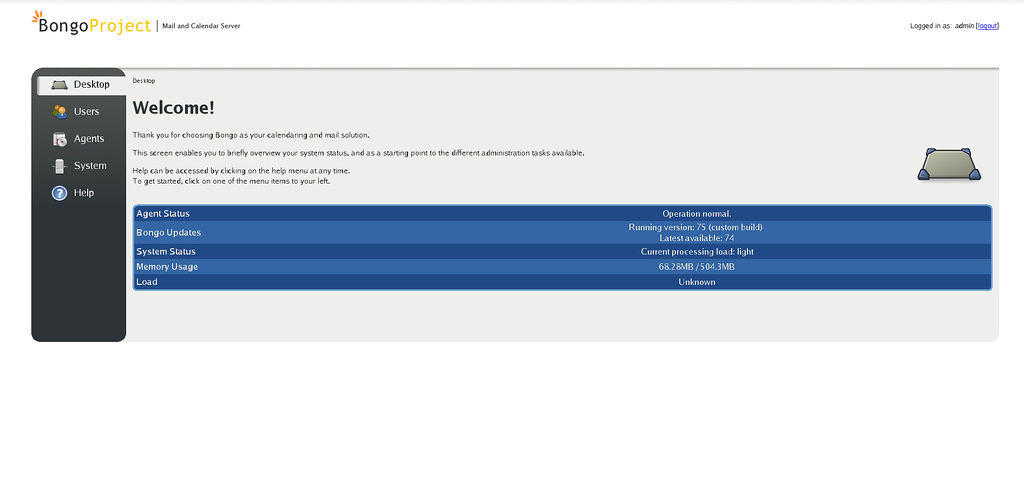 BongoProject | Mail and Calendar Server
Logged in as: admin [logout]
Desktop
Users
Agents
System
Help
Desktop
Welcome!
Thank you for choosing Bongo as your calendaring and mail solution.
This screen enables you to briefly overview your system status, and as a starting point to the different administration tasks available.
Help can be accessed by clicking on the help menu at any time.
To get started, click on one of the menu items to your left.
Agent Status Operation normal.
Bongo Updates Running version: 75 (custom build)
Latest available: 74
System Status Current processing load: light
Memory Usage 68.28MB / 504.3MB
Load Unknown